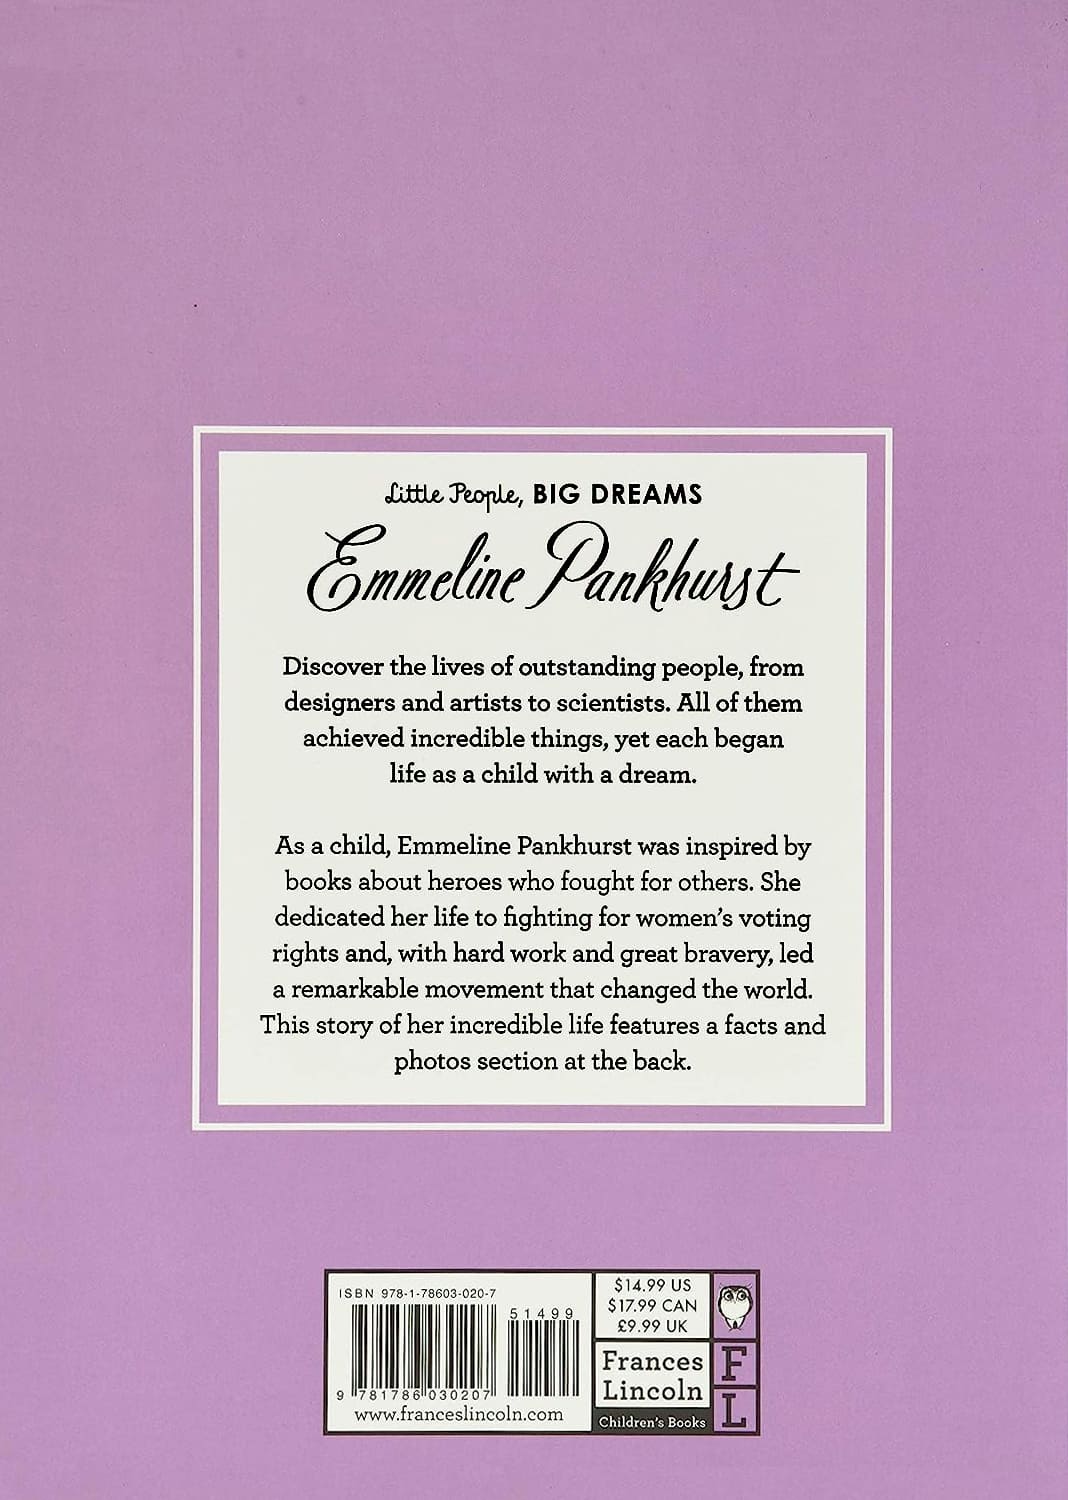 Little People, BIG DREAMS
Emmeline Pankhurst
Discover the lives of outstanding people, from
designers and artists to scientists. All of them
achieved incredible things, yet each began
life as a child with a dream.
As a child, Emmeline Pankhurst was inspired by
books about heroes who fought for others. She
dedicated her life to fighting for women’s voting
rights and, with hard work and great bravery, led
a remarkable movement that changed the world.
This story of her incredible life features a facts and
photos section at the back.
ISBN 978-1-78603-020-7
51499
9 781786 030207
www.franceslincoln.com
$14.99 US
$17.99 CAN
£9.99 UK
Frances
Lincoln
Children’s Books
F
L